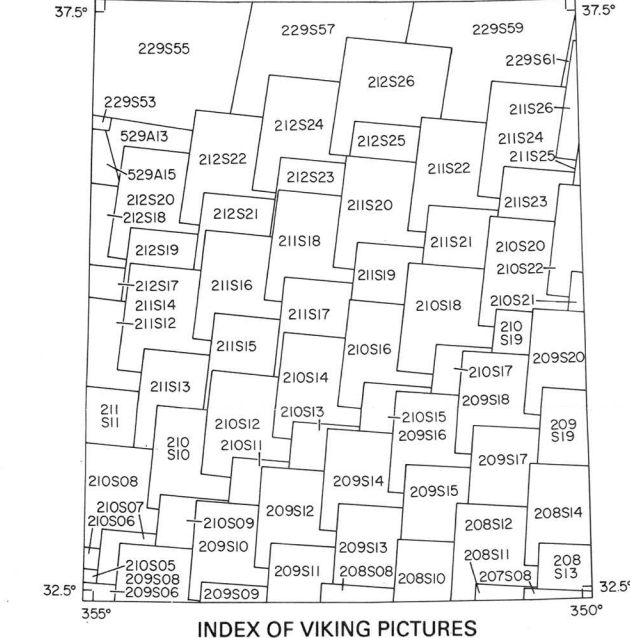 37.5° 37.5°
229S55 229S57 229S59
229S61
212S26
229S53
211S26
529A13 212S24 212S25 211S24
211S25
212S22 211S22
529A15 212S23
212S20 211S20 211S23
212S18 212S21
212S19 211S18 211S21 210S20
210S22
211S19
212S17 211S16
211S14 211S17 210S18 210S21
211S12
210
S19
211S15 210S16 209S20
210S14 210S17
211S13
209S18
211
S11
210S13 210S15
210S12 209S16 209
S19
210
S10
210S11
209S17
210S08 209S14
209S15
210S07 209S12 208S14
210S06 210S09 208S12
209S10 209S13
208S11 208
S13
210S05 209S11 208S08 208S10 207S08
209S08
32.5° 209S06 209S09 32.5°
355° 350°
INDEX OF VIKING PICTURES